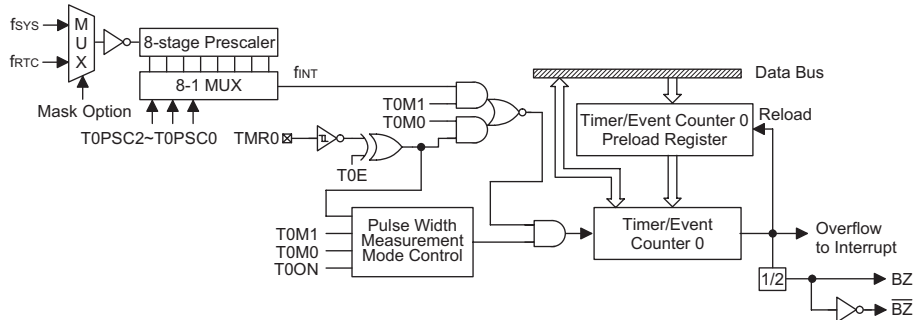 fSYS
fRTC
M
U
X
Mask Option
8-stage Prescaler
8-1 MUX
T0PSC2~T0PSC0
fINT
TMR0
T0E
T0M1
T0M0
T0M1
T0M0
T0ON
Pulse Width
Measurement
Mode Control
Data Bus
Timer/Event Counter 0
Preload Register
Reload
Timer/Event
Counter 0
Overflow
to Interrupt
1/2
BZ
B̅Z̅